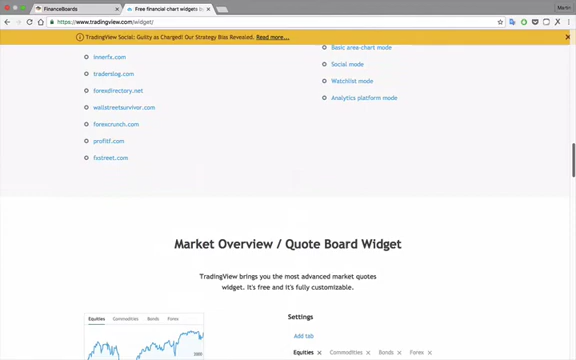 FinanceBoards
Free financial chart widgets b
Martin
https://www.tradingview.com/widget/
TradingView Social: Guilty as Charged! Our Strategy Bias Revealed. Read more...
innerfx.com
traderslog.com
forexdirectory.net
wallstreetsurvivor.com
forexcrunch.com
profitf.com
fxstreet.com
Basic area-chart mode
Social mode
Watchlist mode
Analytics platform mode
Market Overview / Quote Board Widget
TradingView brings you the most advanced market quotes
widget. It's free and it's fully customizable.
Equities Commodities Bonds Forex
Settings
Add tab
Equities Commodities Bonds Forex